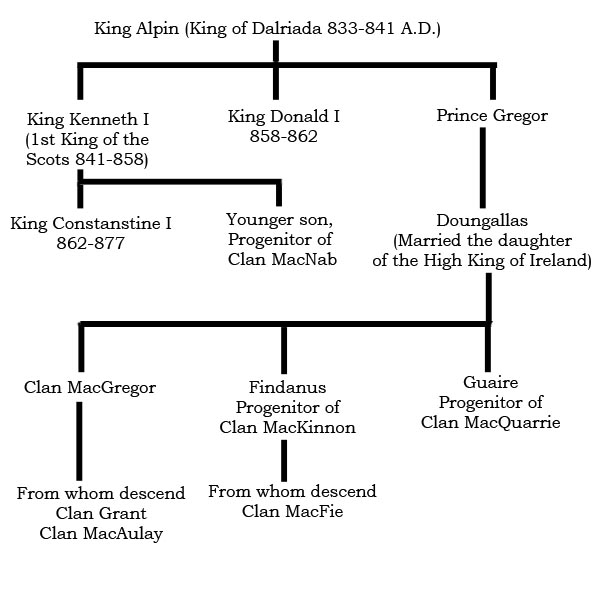 King Alpin (King of Dalriada 833-841 A.D.)
King Kenneth I
(1st King of the
Scots 841-858)
King Donald I
858-862
Prince Gregor
King Constanstine I
862-877
Younger son,
Progenitor of
Clan MacNab
Doungallas
(Married the daughter
of the High King of Ireland)
Clan MacGregor
Findanus
Progenitor of
Clan MacKinnon
Guaire
Progenitor of
Clan MacQuarrie
From whom descend
Clan Grant
Clan MacAulay
From whom descend
Clan MacFie